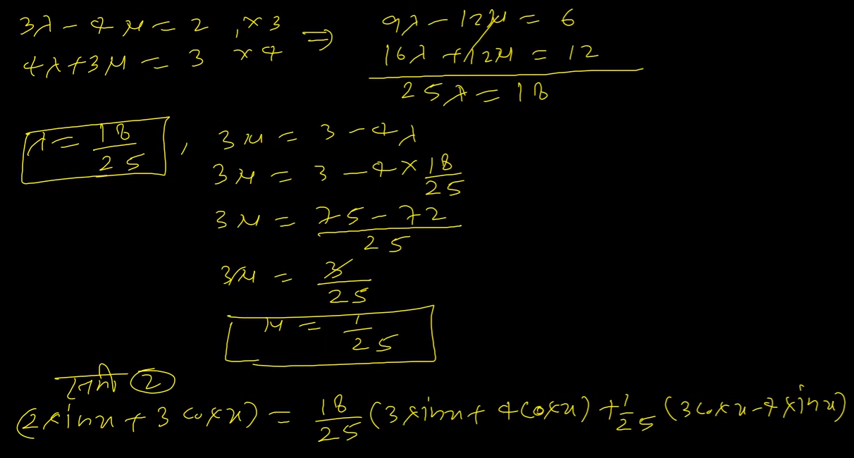 3λ - 4μ = 2 , ×3 ⇒ 9λ - 12μ = 6
4λ + 3μ = 3 ×4 16λ + 12μ = 12
25λ = 18
λ = 18/25 , 3μ = 3 - 4λ
3μ = 3 - 4 × 18/25
3μ = 75 - 72 / 25
3μ = 3/25
μ = 1/25
②
(2sinx + 3cosx) = 18/25 (3sinx + 4cosx) + 1/25 (3cosx - 4sinx)